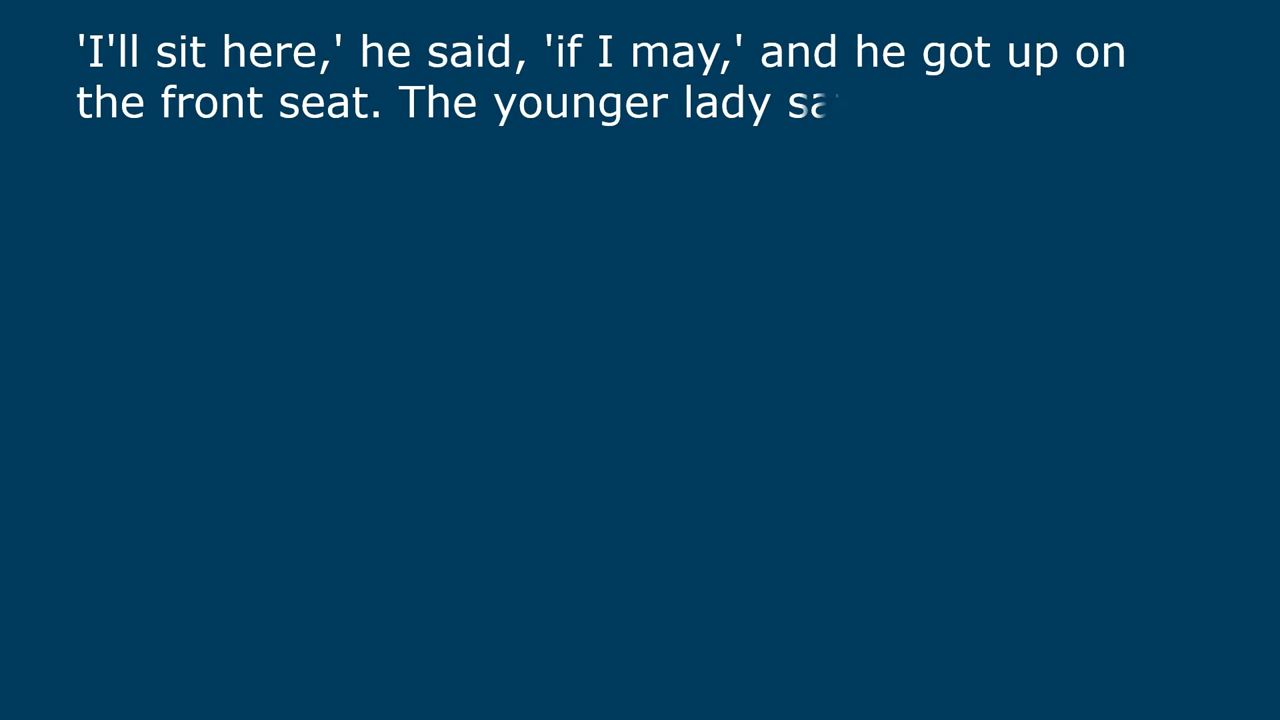 'I'll sit here,' he said, 'if I may,' and he got up on
the front seat. The younger lady